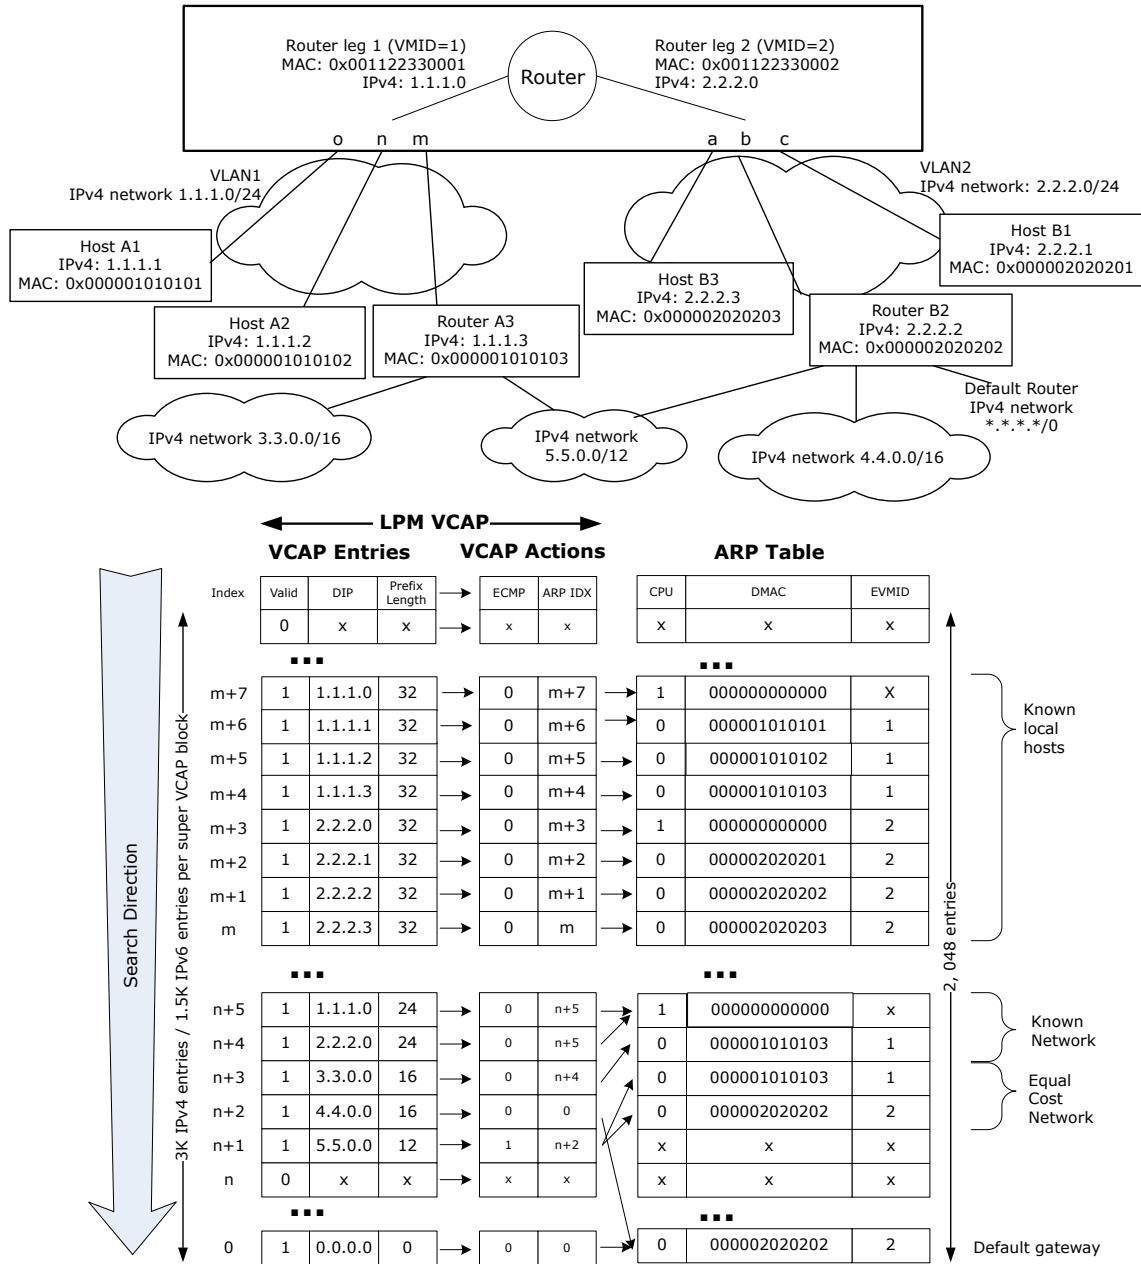 Router leg 1 (VMID=1)
MAC: 0x001122330001
IPv4: 1.1.1.0
Router
Router leg 2 (VMID=2)
MAC: 0x001122330002
IPv4: 2.2.2.0
o n m
a b c
VLAN1
IPv4 network 1.1.1.0/24
VLAN2
IPv4 network: 2.2.2.0/24
Host A1
IPv4: 1.1.1.1
MAC: 0x000001010101
Host B1
IPv4: 2.2.2.1
MAC: 0x000002020201
Host A2
IPv4: 1.1.1.2
MAC: 0x000001010102
Router A3
IPv4: 1.1.1.3
MAC: 0x000001010103
Host B3
IPv4: 2.2.2.3
MAC: 0x000002020203
Router B2
IPv4: 2.2.2.2
MAC: 0x000002020202
Default Router
IPv4 network
*.*.*.*/0
IPv4 network 3.3.0.0/16
IPv4 network
5.5.0.0/12
IPv4 network 4.4.0.0/16
LPM VCAP
VCAP Entries VCAP Actions ARP Table
Index Valid DIP Prefix Length ECMP ARP IDX CPU DMAC EVMID
0 x x x x x x x
...
...
m+7 1 1.1.1.0 32 0 m+7 1 000000000000 X
m+6 1 1.1.1.1 32 0 m+6 0 000001010101 1
m+5 1 1.1.1.2 32 0 m+5 0 000001010102 1
m+4 1 1.1.1.3 32 0 m+4 0 000001010103 1
m+3 1 2.2.2.0 32 0 m+3 1 000000000000 2
m+2 1 2.2.2.1 32 0 m+2 0 000002020201 2
m+1 1 2.2.2.2 32 0 m+1 0 000002020202 2
m 1 2.2.2.3 32 0 m 0 000002020203 2
...
...
n+5 1 1.1.1.0 24 0 n+5 1 000000000000 x
n+4 1 2.2.2.0 24 0 n+5 0 000001010103 1
n+3 1 3.3.0.0 16 0 n+4 0 000001010103 1
n+2 1 4.4.0.0 16 0 0 0 000002020202 2
n+1 1 5.5.0.0 12 1 n+2 x x x
n 0 x x x x x x x
...
...
0 1 0.0.0.0 0 0 0 0 000002020202 2
Known
local
hosts
Known
Network
Equal
Cost
Network
Default gateway
Search Direction
3K IPv4 entries / 1.5K IPv6 entries per super VCAP block
2, 048 entries